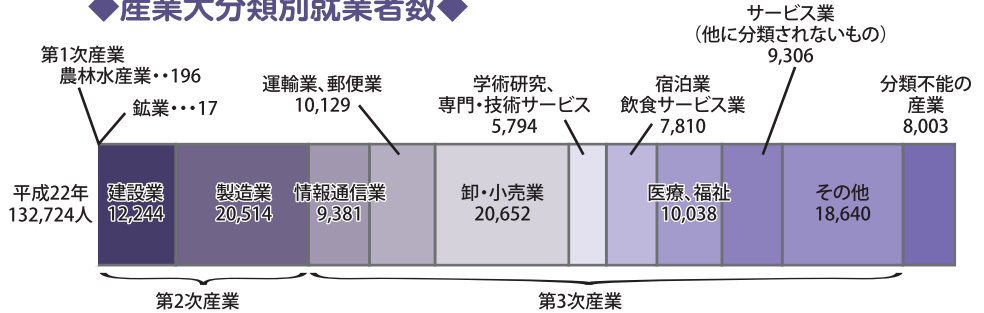 ◆産業大分類別就業者数◆
第1次産業
農林水産業‥196
鉱業…17
運輸業、郵便業
10,129
学術研究、
専門・技術サービス
5,794
宿泊業
飲食サービス業
7,810
サービス業
（他に分類されないもの）
9,306
分類不能の
産業
8,003
平成22年
132,724人
建設業
12,244
製造業
20,514
情報通信業
9,381
卸・小売業
20,652
医療、福祉
10,038
その他
18,640
第2次産業
第3次産業